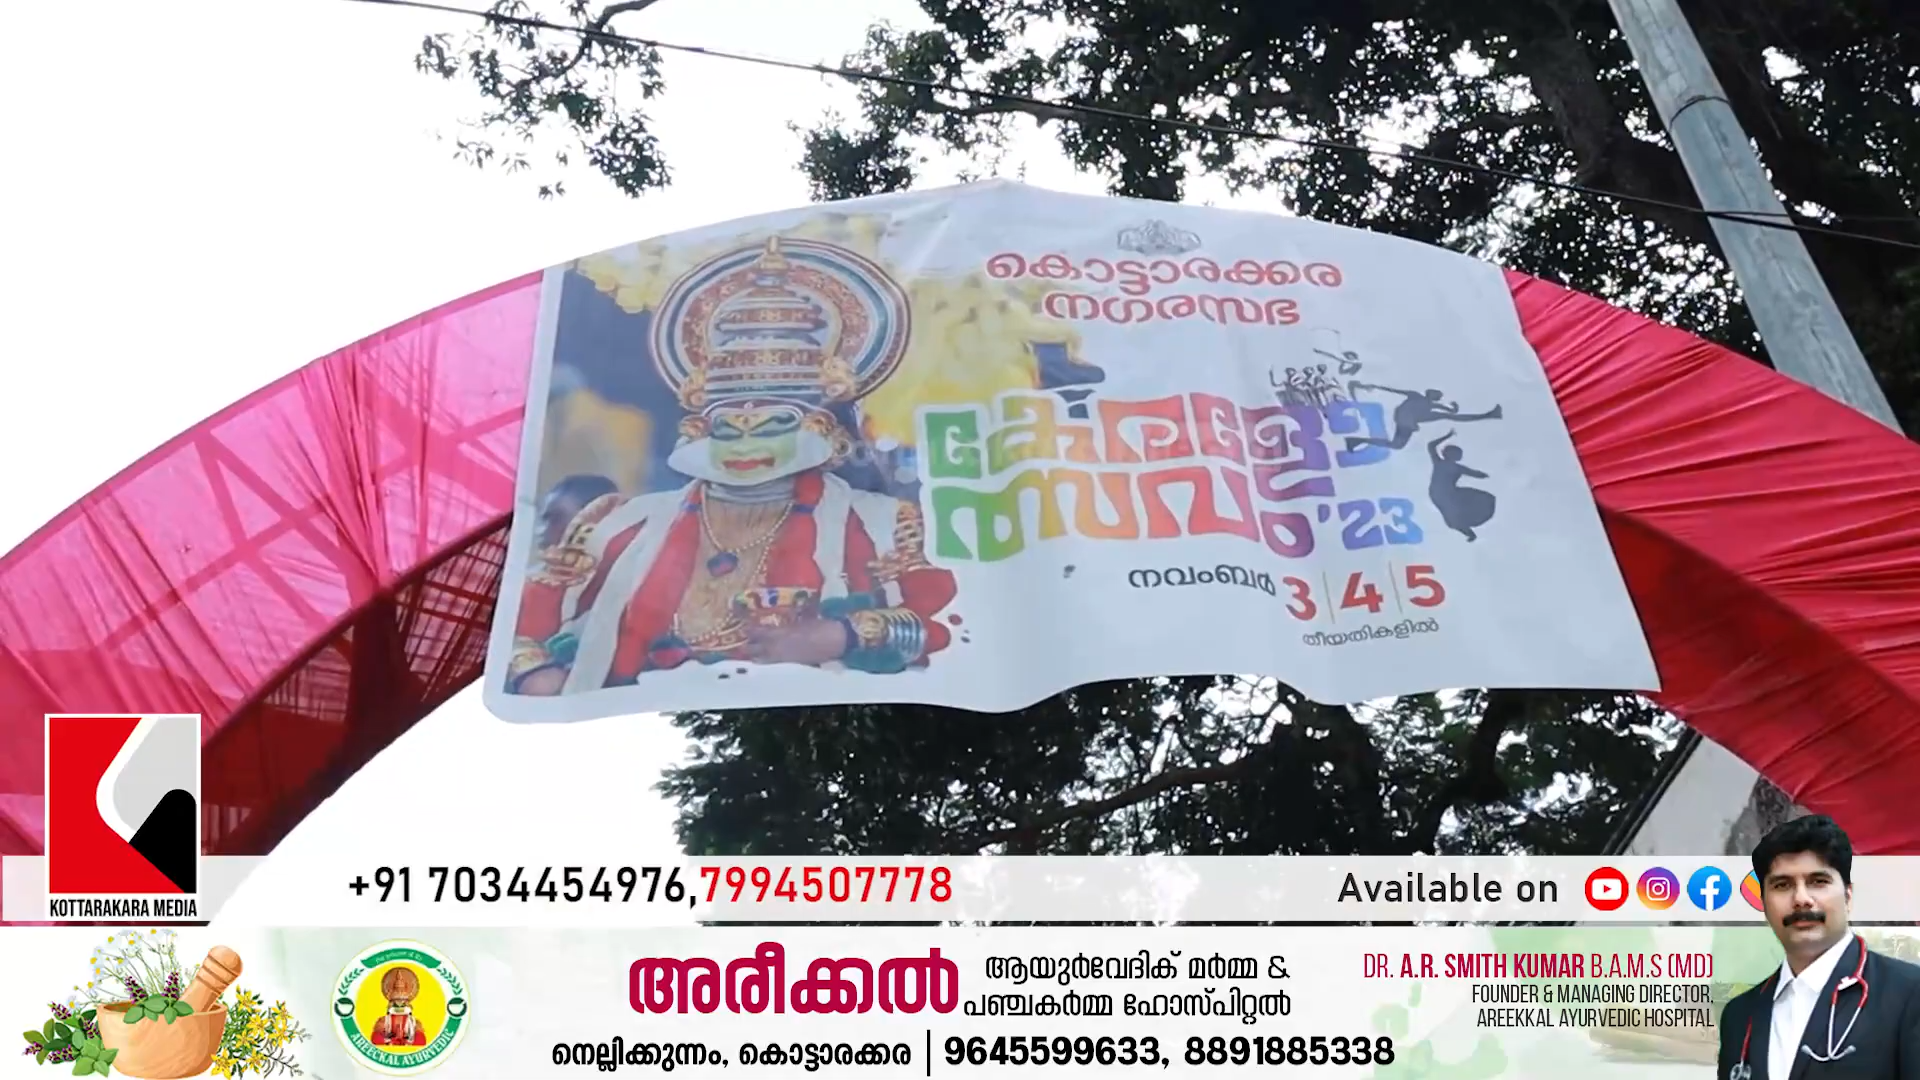 കൊട്ടാരക്കര
നഗരസഭ
കേരളോ
ത്സവം'23
നവംബർ 3|4|5
തീയതികളിൽ
KOTTARAKARA MEDIA
+91 7034454976,7994507778
Available on
അരീക്കൽ
ആയുർവേദിക് മർമ്മ &
പഞ്ചകർമ്മ ഹോസ്പിറ്റൽ
നെല്ലിക്കുന്നം, കൊട്ടാരക്കര | 9645599633, 8891885338
AREECKAL AYURVEDIC
DR. A.R. SMITH KUMAR B.A.M.S (MD)
FOUNDER & MANAGING DIRECTOR,
AREEKKAL AYURVEDIC HOSPITAL